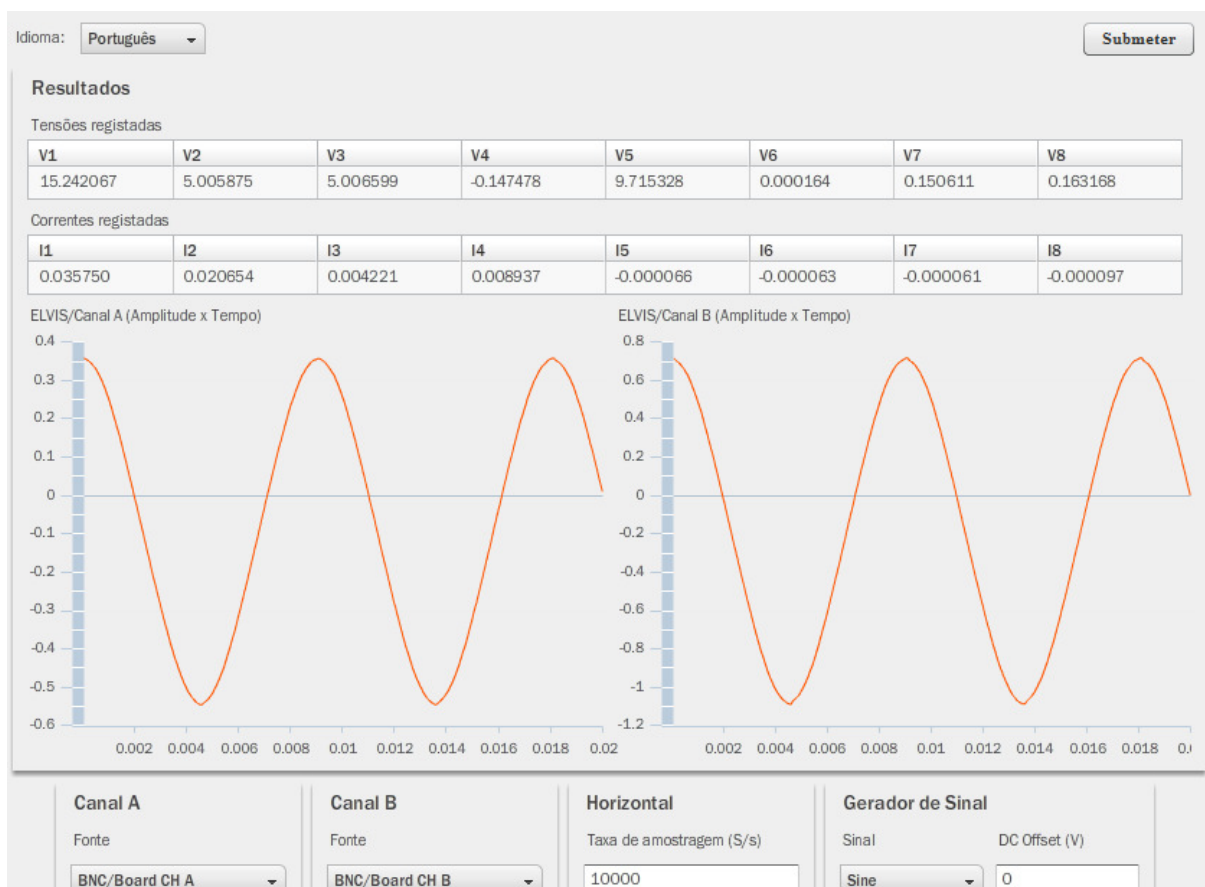 Idioma: Português Submeter
Resultados
Tensões registadas
V1 V2 V3 V4 V5 V6 V7 V8
15.242067 5.005875 5.006599 -0.147478 9.715328 0.000164 0.150611 0.163168
Correntes registadas
I1 I2 I3 I4 I5 I6 I7 I8
0.035750 0.020654 0.004221 0.008937 -0.000066 -0.000063 -0.000061 -0.000097
ELVIS/Canal A (Amplitude x Tempo)
0.4
0.3
0.2
0.1
0
-0.1
-0.2
-0.3
-0.4
-0.5
-0.6
0.002 0.004 0.006 0.008 0.01 0.012 0.014 0.016 0.018 0.02
ELVIS/Canal B (Amplitude x Tempo)
0.8
0.6
0.4
0.2
0
-0.2
-0.4
-0.6
-0.8
-1
-1.2
0.002 0.004 0.006 0.008 0.01 0.012 0.014 0.016 0.018
Canal A
Fonte
BNC/Board CH A
Canal B
Fonte
BNC/Board CH B
Horizontal
Taxa de amostragem (S/s)
10000
Gerador de Sinal
Sinal DC Offset (V)
Sine 0